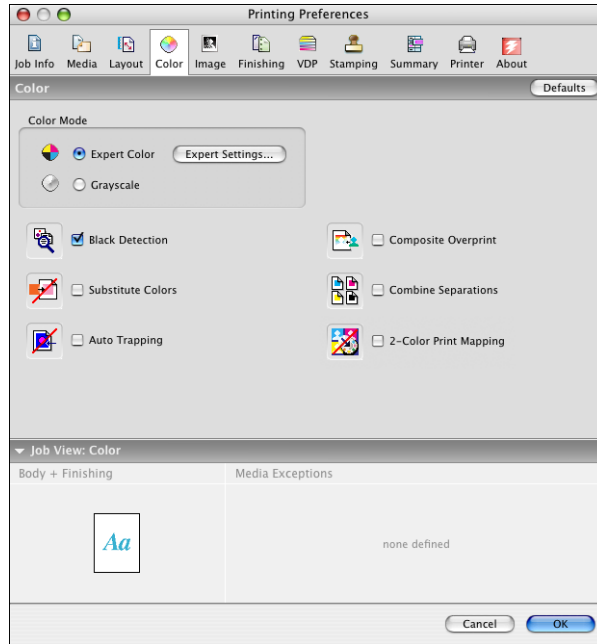 Printing Preferences
Job Info Media Layout Color Image Finishing VDP Stamping Summary Printer About
Color Defaults
Color Mode
Expert Color Expert Settings...
Grayscale
Black Detection Composite Overprint
Substitute Colors Combine Separations
Auto Trapping 2-Color Print Mapping
Job View: Color
Body + Finishing Media Exceptions
Aa none defined
Cancel OK